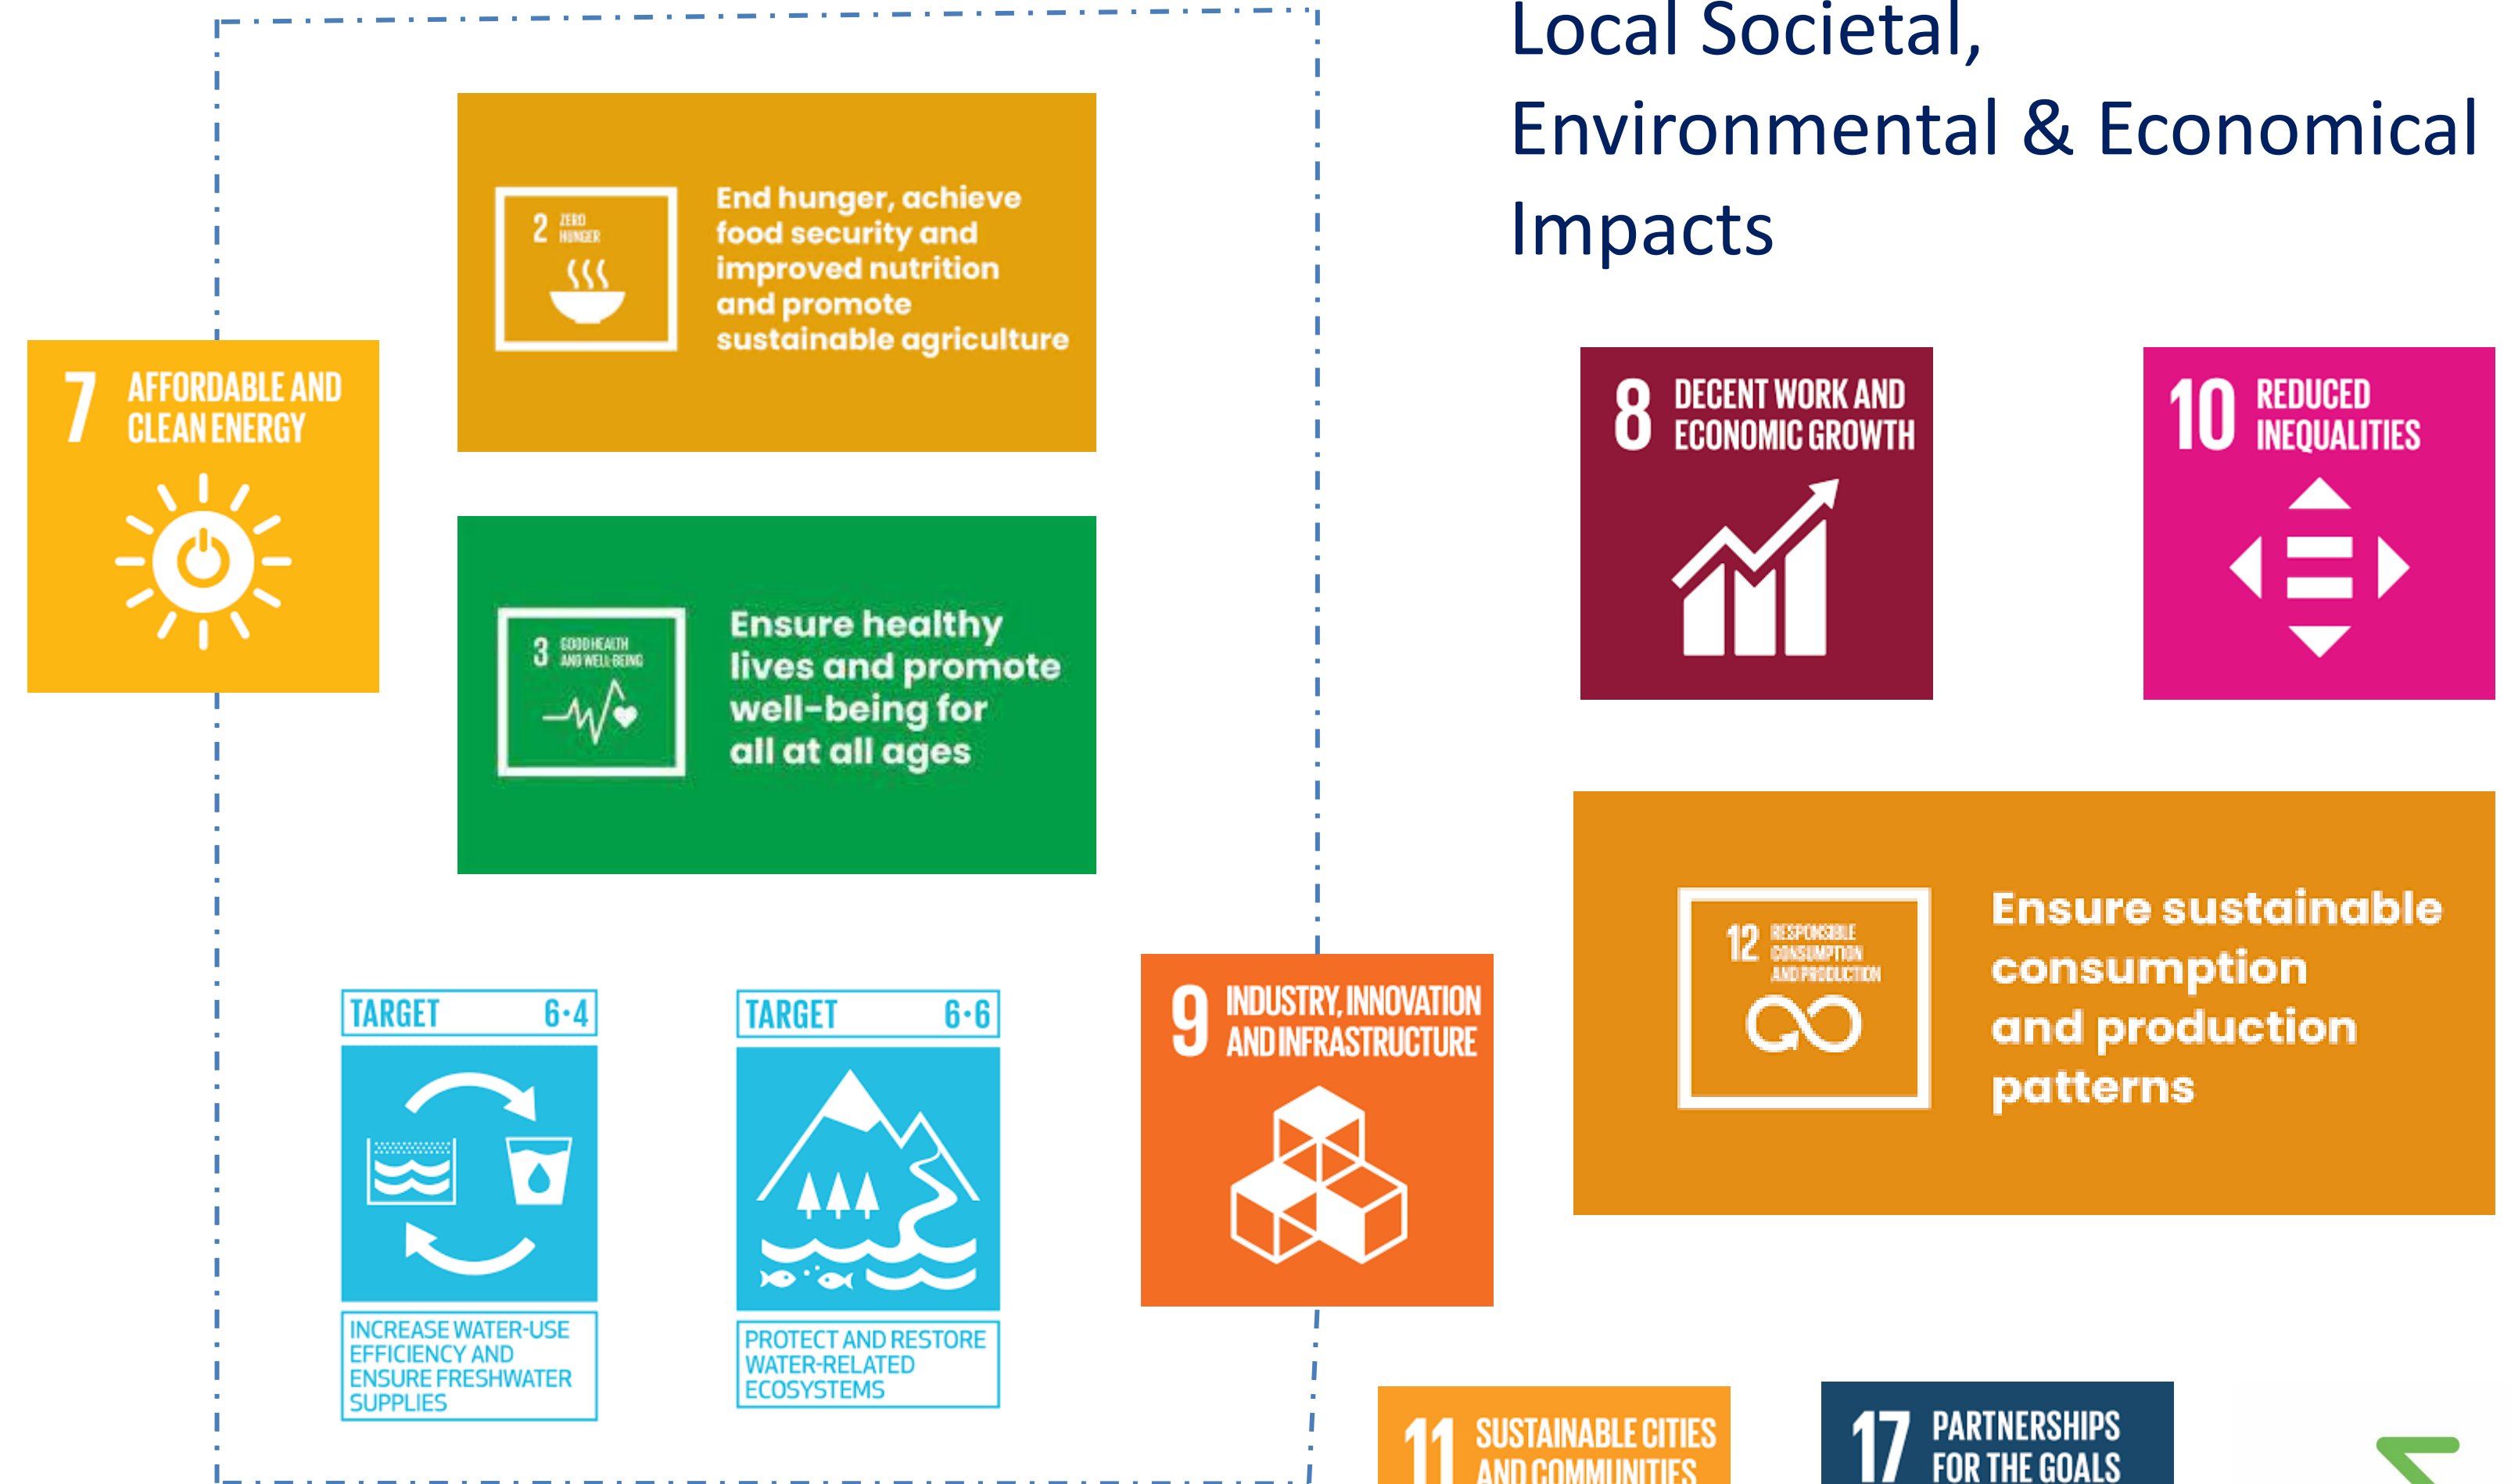 Local Societal,
Environmental & Economical
Impacts
2 ZERO
HUNGER
End hunger, achieve
food security and
improved nutrition
and promote
sustainable agriculture
7 AFFORDABLE AND
CLEAN ENERGY
8 DECENT WORK AND
ECONOMIC GROWTH
10 REDUCED
INEQUALITIES
3 GOOD HEALTH
AND WELL-BEING
Ensure healthy
lives and promote
well-being for
all at all ages
12 RESPONSIBLE
CONSUMPTION
AND PRODUCTION
Ensure sustainable
consumption
and production
patterns
TARGET 6·4
INCREASE WATER-USE
EFFICIENCY AND
ENSURE FRESHWATER
SUPPLIES
TARGET 6·6
PROTECT AND RESTORE
WATER-RELATED
ECOSYSTEMS
9 INDUSTRY, INNOVATION
AND INFRASTRUCTURE
11 SUSTAINABLE CITIES
AND COMMUNITIES
17 PARTNERSHIPS
FOR THE GOALS